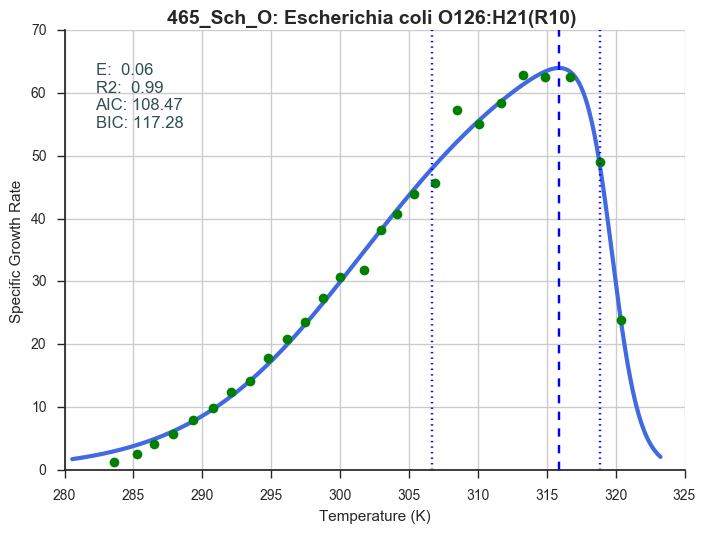 465_Sch_O: Escherichia coli O126:H21(R10)
70
60
50
40
30
20
10
0
E:  0.06
R2:  0.99
AIC: 108.47
BIC: 117.28
Specific Growth Rate
280 285 290 295 300 305 310 315 320 325
Temperature (K)